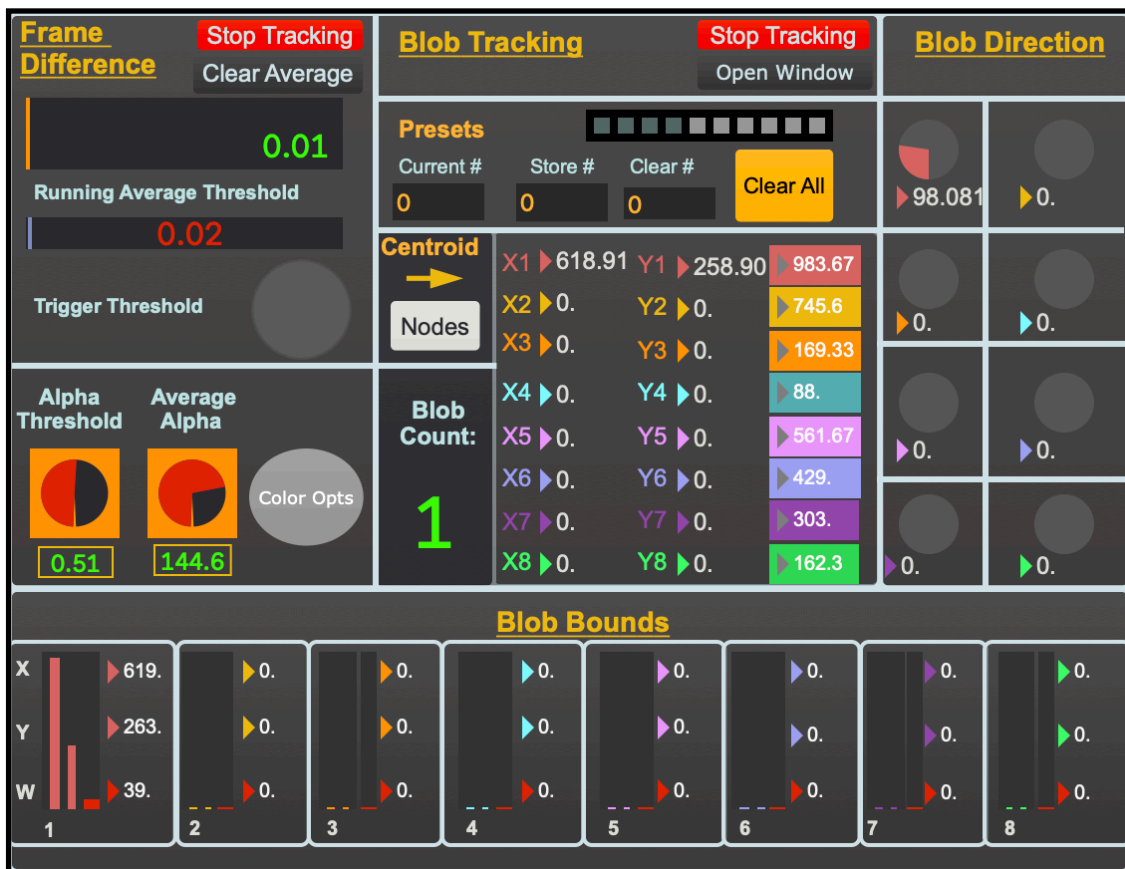 Frame
Difference
Stop Tracking
Clear Average
0.01
Running Average Threshold
0.02
Trigger Threshold
Alpha
Threshold
Average
Alpha
Color Opts
0.51
144.6
Blob Tracking
Stop Tracking
Open Window
Presets
Current #
Store #
Clear #
Clear All
0
0
0
Centroid
Nodes
Blob
Count:
1
X1 618.91 Y1 258.90 983.67
X2 0. Y2 0. 745.6
X3 0. Y3 0. 169.33
X4 0. Y4 0. 88.
X5 0. Y5 0. 561.67
X6 0. Y6 0. 429.
X7 0. Y7 0. 303.
X8 0. Y8 0. 162.3
Blob Direction
98.081 0.
0. 0.
0. 0.
0. 0.
Blob Bounds
X 619. 0. 0. 0. 0. 0. 0. 0.
Y 263. 0. 0. 0. 0. 0. 0. 0.
W 39. 0. 0. 0. 0. 0. 0. 0.
1 2 3 4 5 6 7 8